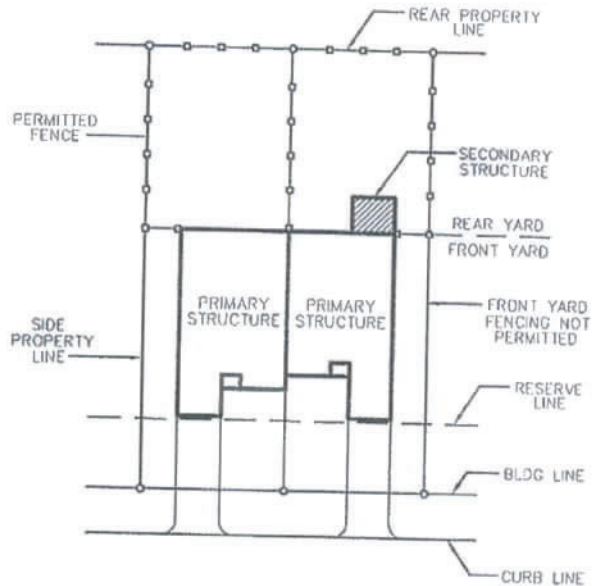 REAR PROPERTY
LINE
PERMITTED
FENCE
SECONDARY
STRUCTURE
REAR YARD
FRONT YARD
PRIMARY
STRUCTURE
PRIMARY
STRUCTURE
SIDE
PROPERTY
LINE
FRONT YARD
FENCING NOT
PERMITTED
RESERVE
LINE
BLDG LINE
CURB LINE